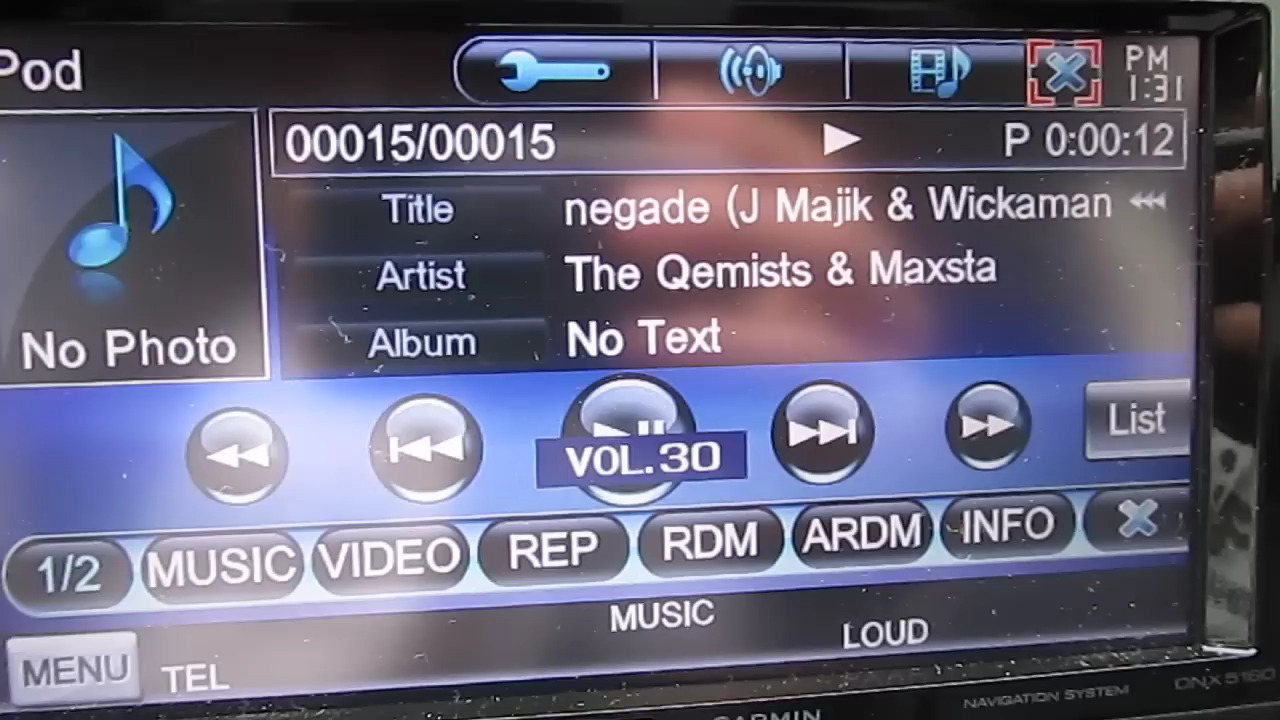 Pod
PM
1:31
00015/00015 P 0:00:12
Title negade (J Majik & Wickaman
Artist The Qemists & Maxsta
Album No Text
No Photo
List
VOL.30
1/2 MUSIC VIDEO REP RDM ARDM INFO
MUSIC
LOUD
MENU TEL
GARMIN NAVIGATION SYSTEM DNX5160